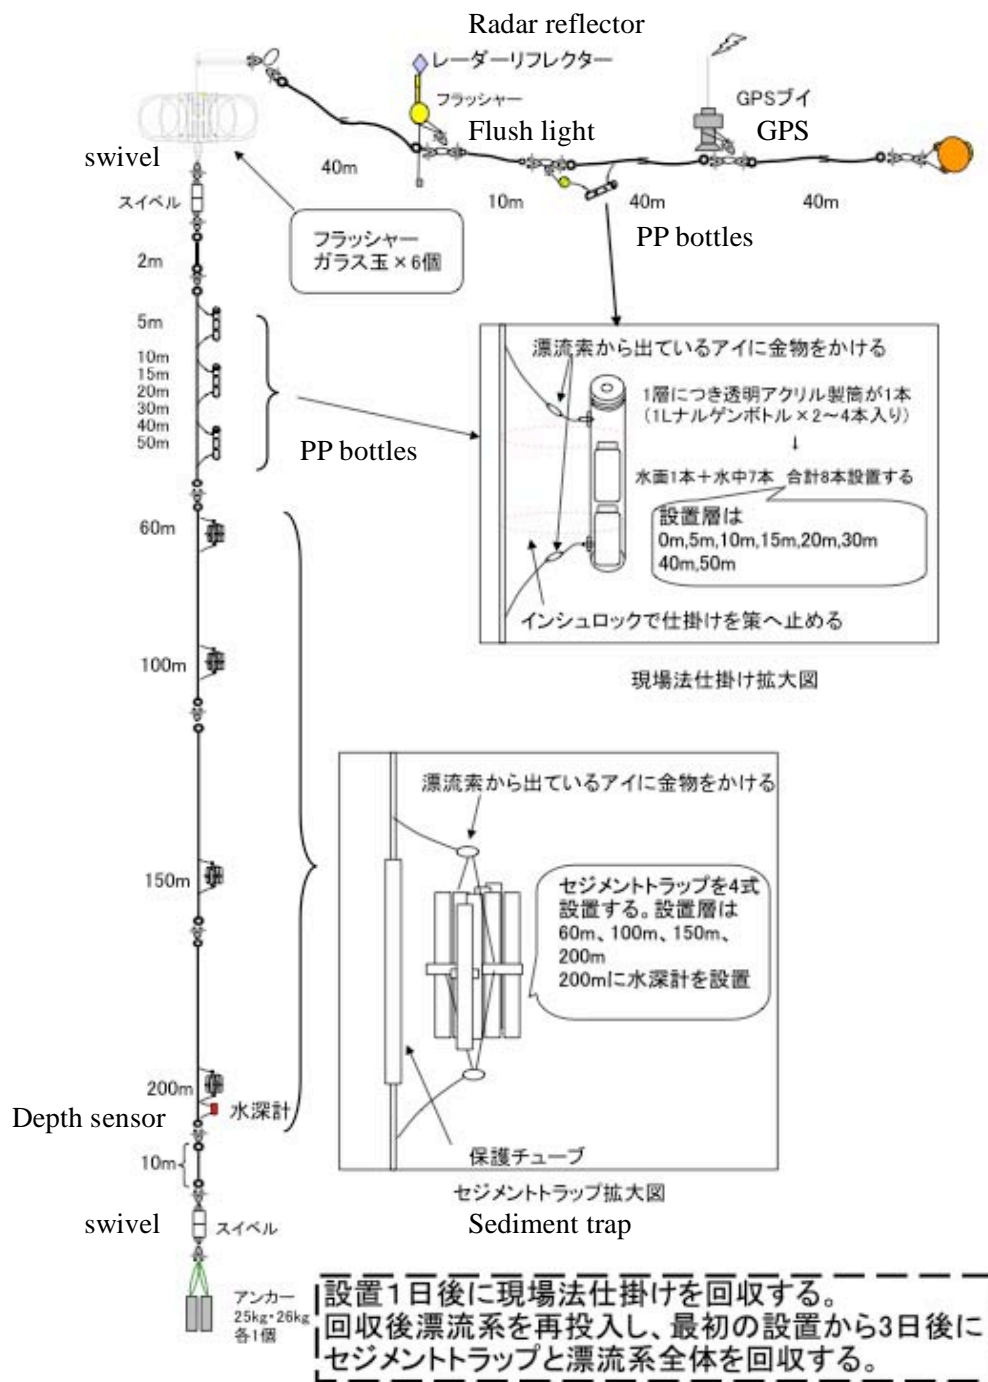 Radar reflector
レーダーリフレクター
フラッシャー
Flush light
GPSブイ
GPS
swivel
スイベル
40m
10m
40m
40m
PP bottles
フラッシャー
ガラス玉×6個
2m
5m
10m
15m
20m
30m
40m
50m
PP bottles
漂流索から出ているアイに金物をかける
1層につき透明アクリル製筒が1本
(1Lナルゲンボトル×2～4本入り)
↓
水面1本＋水中7本 合計8本設置する
設置層は
0m,5m,10m,15m,20m,30m
40m,50m
インシュロックで仕掛けを策へ止める
現場法仕掛け拡大図
60m
100m
150m
200m
漂流索から出ているアイに金物をかける
セジメントトラップを4式
設置する。設置層は
60m、100m、150m、
200m
200mに水深計を設置
保護チューブ
セジメントトラップ拡大図
Sediment trap
Depth sensor
水深計
10m
swivel
スイベル
アンカー
25kg・26kg
各1個
設置1日後に現場法仕掛けを回収する。
回収後漂流系を再投入し、最初の設置から3日後に
セジメントトラップと漂流系全体を回収する。